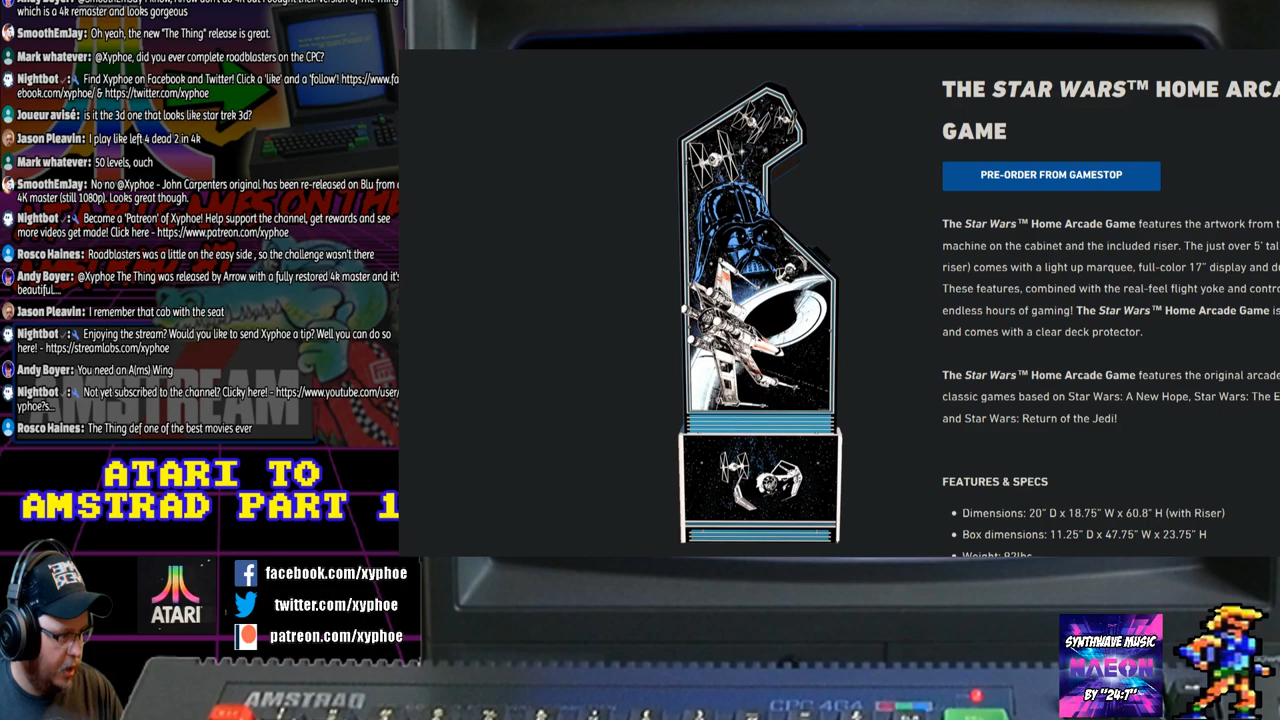 which is a 4k remaster and looks gorgeous
SmoothEmJay: Oh yeah, the new "The Thing" release is great.
Mark whatever: @Xyphoe, did you ever complete roadblasters on the CPC?
Nightbot : Find Xyphoe on Facebook and Twitter! Click a 'like' and a 'follow'! https://www.fa
ebook.com/xyphoe/ & https://twitter.com/xyphoe
Joueur avisé: is it the 3d one that looks like star trek 3d?
Jason Pleavin: I play like left 4 dead 2 in 4k
Mark whatever: 50 levels, ouch
SmoothEmJay: No no @Xyphoe - John Carpenters original has been re-released on Blu from a
4K master (still 1080p). Looks great though.
Nightbot : Become a 'Patreon' of Xyphoe! Help support the channel, get rewards and see
more videos get made! Click here - https://www.patreon.com/xyphoe
Rosco Haines: Roadblasters was a little on the easy side , so the challenge wasn't there
Andy Boyer: @Xyphoe The Thing was released by Arrow with a fully restored 4k master and it's
beautiful...
Jason Pleavin: I remember that cab with the seat
Nightbot : Enjoying the stream? Would you like to send Xyphoe a tip? Well you can do so
here! - https://streamlabs.com/xyphoe
Andy Boyer: You need an A(ms) Wing
Nightbot : Not yet subscribed to the channel? Clicky here! - https://www.youtube.com/user/
yphoe?s...
Rosco Haines: The Thing def one of the best movies ever
AMSTREAM
ATARI TO
AMSTRAD PART 1
facebook.com/xyphoe
twitter.com/xyphoe
patreon.com/xyphoe
ATARI
THE STAR WARS™ HOME ARCA
GAME
PRE-ORDER FROM GAMESTOP
The Star Wars™ Home Arcade Game features the artwork from t
machine on the cabinet and the included riser. The just over 5' tal
riser) comes with a light up marquee, full-color 17" display and du
These features, combined with the real-feel flight yoke and contro
endless hours of gaming! The Star Wars™ Home Arcade Game is
and comes with a clear deck protector.
The Star Wars™ Home Arcade Game features the original arcade
classic games based on Star Wars: A New Hope, Star Wars: The E
and Star Wars: Return of the Jedi!
FEATURES & SPECS
Dimensions: 20" D x 18.75" W x 60.8" H (with Riser)
Box dimensions: 11.25" D x 47.75" W x 23.75" H
SYNTHWAVE MUSIC
NAEON
BY "24:7"
AMSTRAD
CPC 464